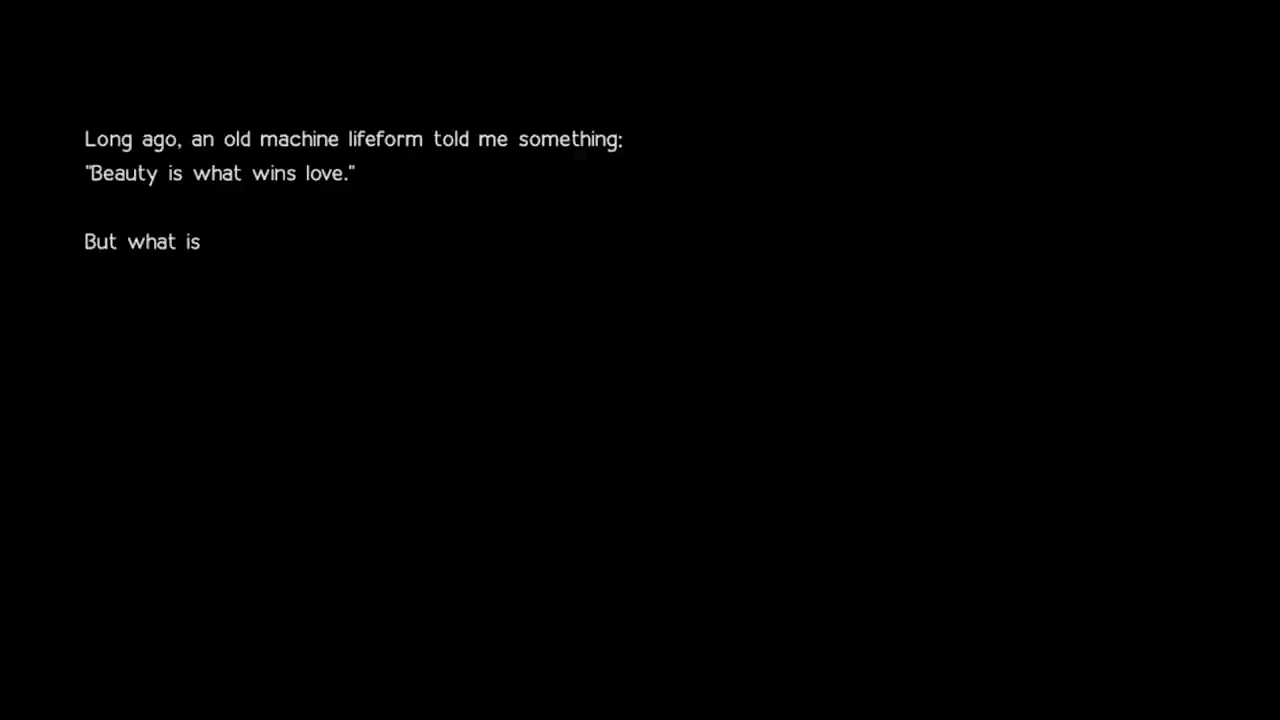 Long ago, an old machine lifeform told me something:
"Beauty is what wins love."
But what is